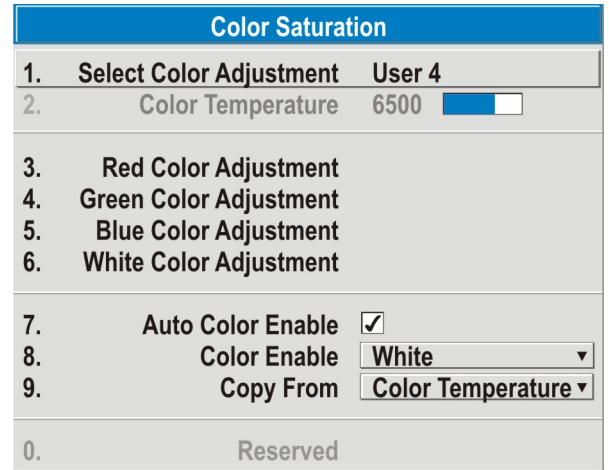 Color Saturation
1. Select Color Adjustment User 4
2. Color Temperature 6500
3. Red Color Adjustment
4. Green Color Adjustment
5. Blue Color Adjustment
6. White Color Adjustment
7. Auto Color Enable
8. Color Enable White
9. Copy From Color Temperature
0. Reserved